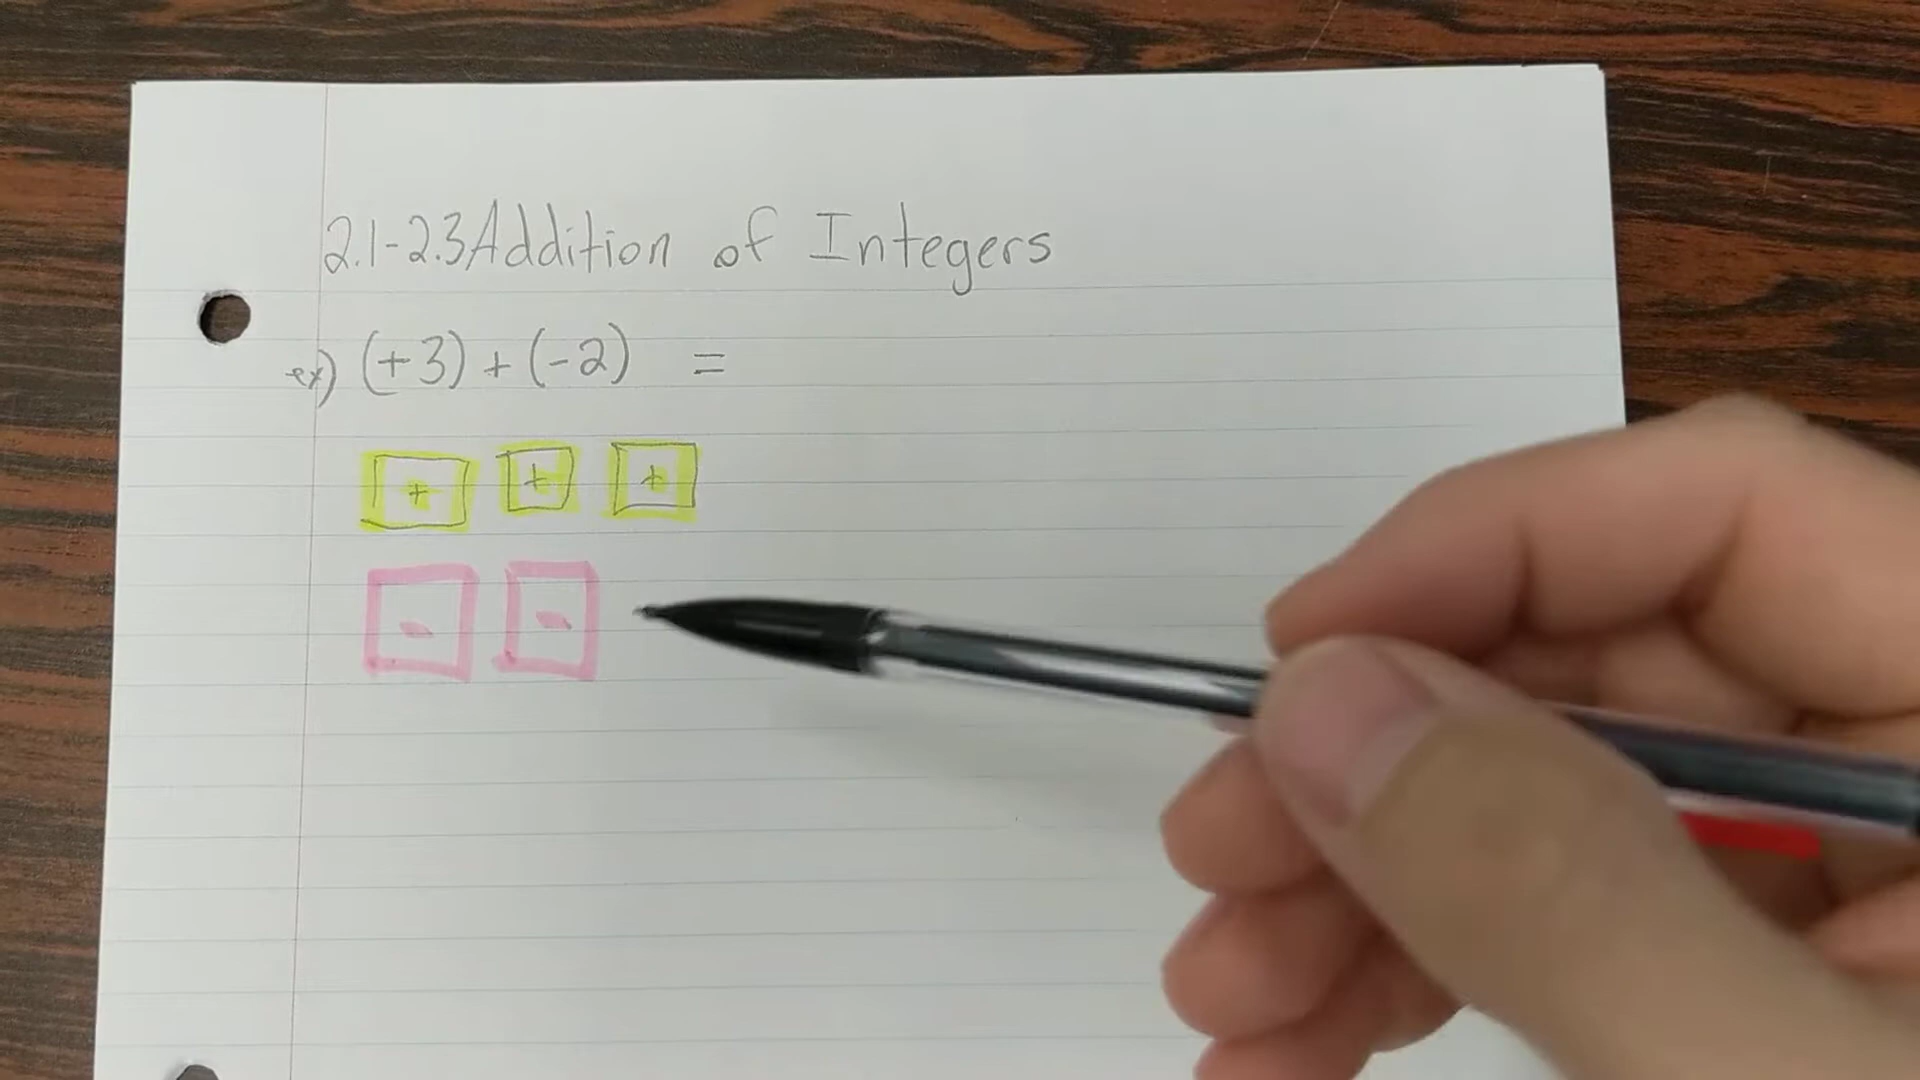 2.1-2.3 Addition of Integers
ex) (+3) + (-2) =
+ + +
- -